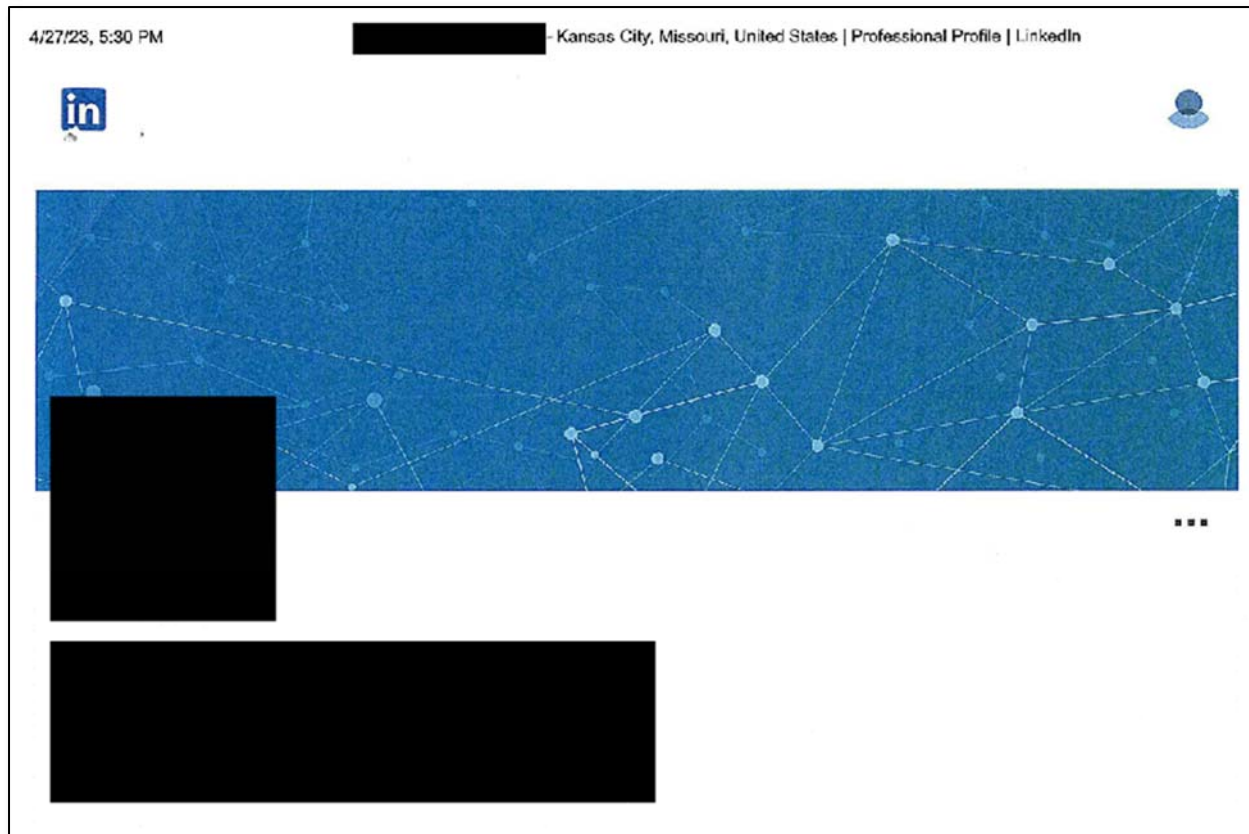 4/27/23, 5:30 PM
- Kansas City, Missouri, United States | Professional Profile | LinkedIn
in